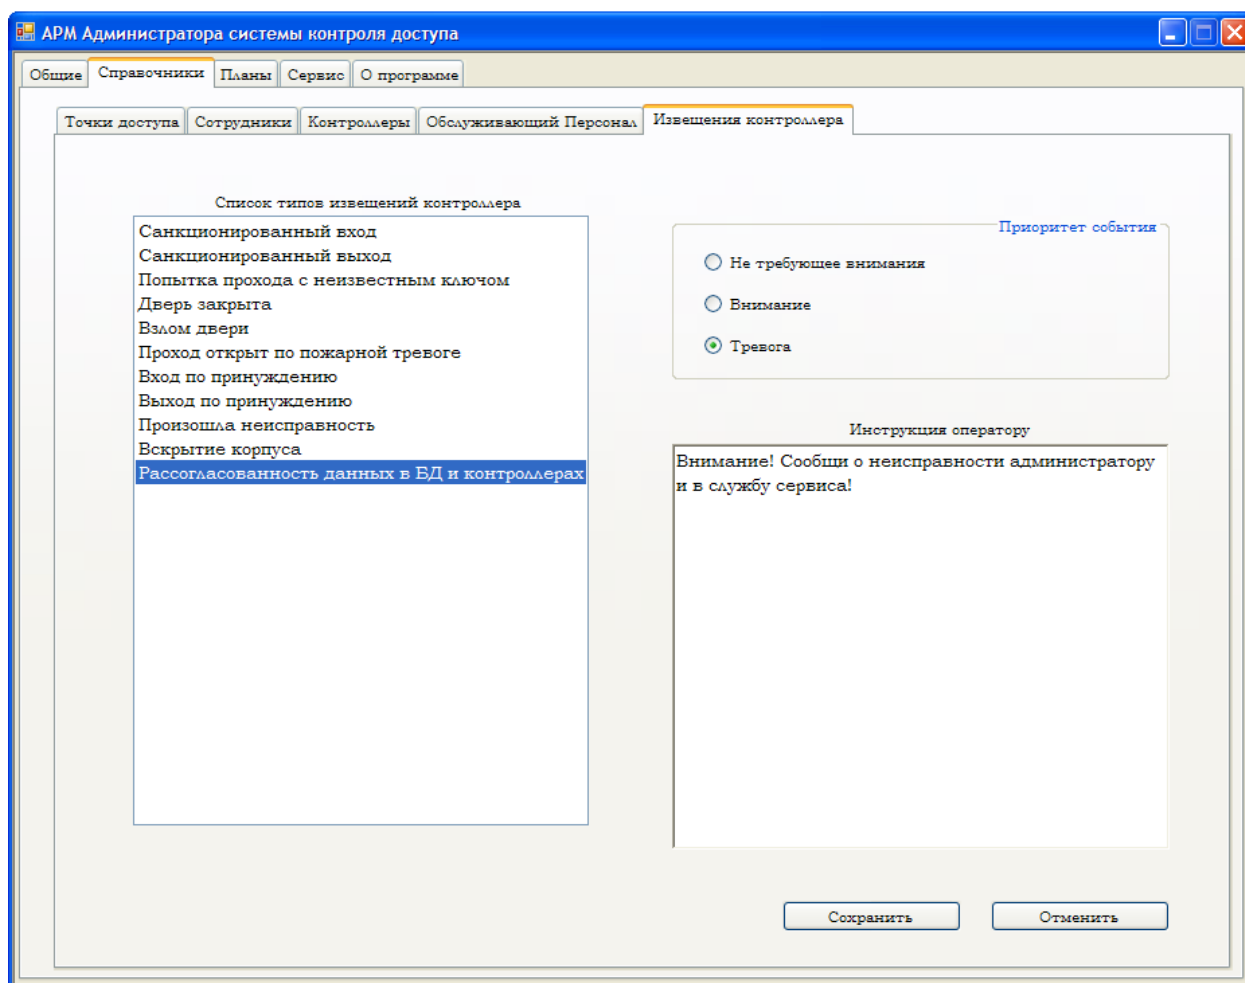 АРМ Администратора системы контроля доступа
Общие Справочники Планы Сервис О программе
Точки доступа Сотрудники Контроллеры Обслуживающий Персонал Извещения контроллера
Список типов извещений контроллера
Санкционированный вход
Санкционированный выход
Попытка прохода с неизвестным ключом
Дверь закрыта
Взлом двери
Проход открыт по пожарной тревоге
Вход по принуждению
Выход по принуждению
Произошла неисправность
Вскрытие корпуса
Рассогласованность данных в БД и контроллерах
Приоритет события
Не требующее внимания
Внимание
Тревога
Инструкция оператору
Внимание! Сообщи о неисправности администратору
и в службу сервиса!
Сохранить Отменить